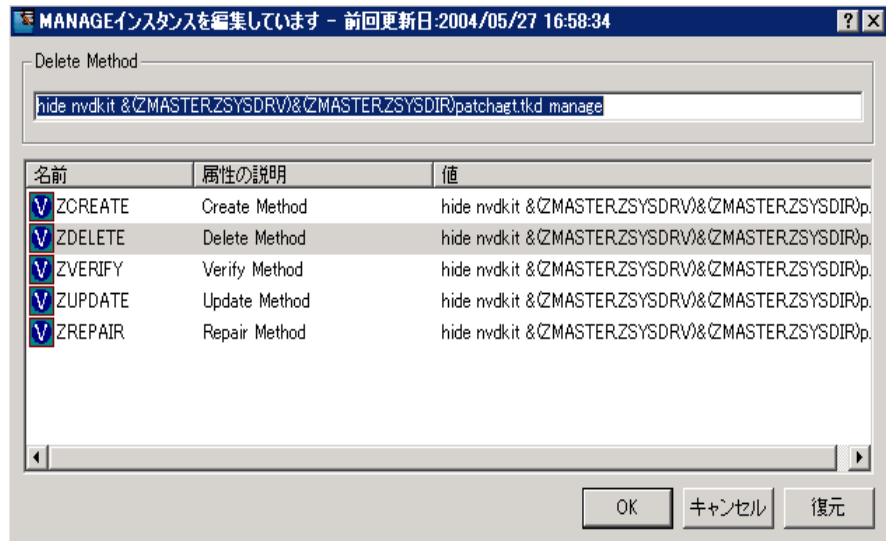 MANAGEインスタンスを編集しています - 前回更新日:2004/05/27 16:58:34
Delete Method
hide nvdkit &(ZMASTER.ZSYSDRV)&(ZMASTER.ZSYSDIR)patchagt.tkd manage
名前 属性の説明 値
ZCREATE Create Method hide nvdkit &(ZMASTER.ZSYSDRV)&(ZMASTER.ZSYSDIR)p.
ZDELETE Delete Method hide nvdkit &(ZMASTER.ZSYSDRV)&(ZMASTER.ZSYSDIR)p.
ZVERIFY Verify Method hide nvdkit &(ZMASTER.ZSYSDRV)&(ZMASTER.ZSYSDIR)p.
ZUPDATE Update Method hide nvdkit &(ZMASTER.ZSYSDRV)&(ZMASTER.ZSYSDIR)p.
ZREPAIR Repair Method hide nvdkit &(ZMASTER.ZSYSDRV)&(ZMASTER.ZSYSDIR)p.
OK キャンセル 復元